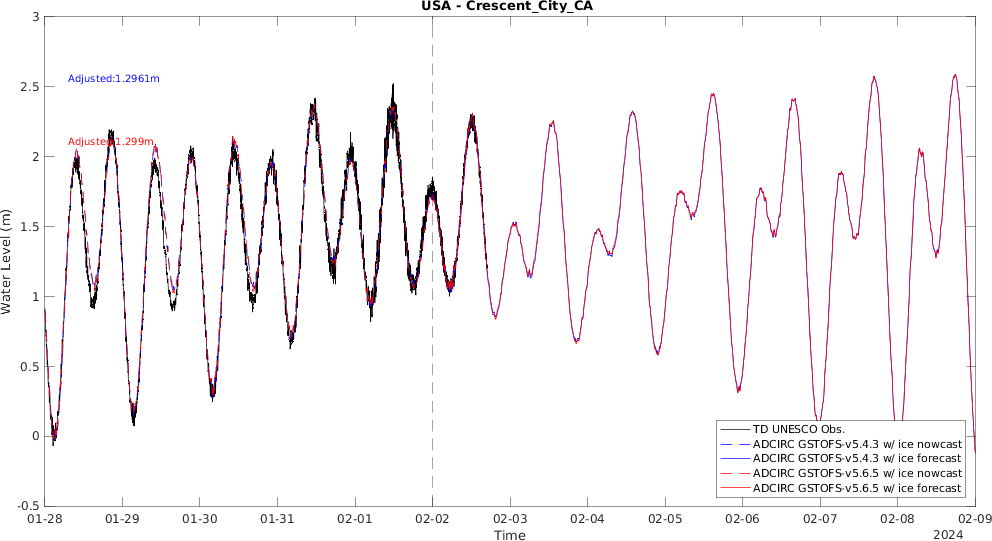 USA - Crescent_City_CA
3
2.5
2
1.5
1
0.5
0
-0.5
Water Level (m)
Adjusted:1.2961m
Adjusted:1.299m
TD UNESCO Obs.
ADCIRC GSTOFS-v5.4.3 w/ ice nowcast
ADCIRC GSTOFS-v5.4.3 w/ ice forecast
ADCIRC GSTOFS-v5.6.5 w/ ice nowcast
ADCIRC GSTOFS-v5.6.5 w/ ice forecast
01-28 01-29 01-30 01-31 02-01 02-02 02-03 02-04 02-05 02-06 02-07 02-08 02-09
Time
2024